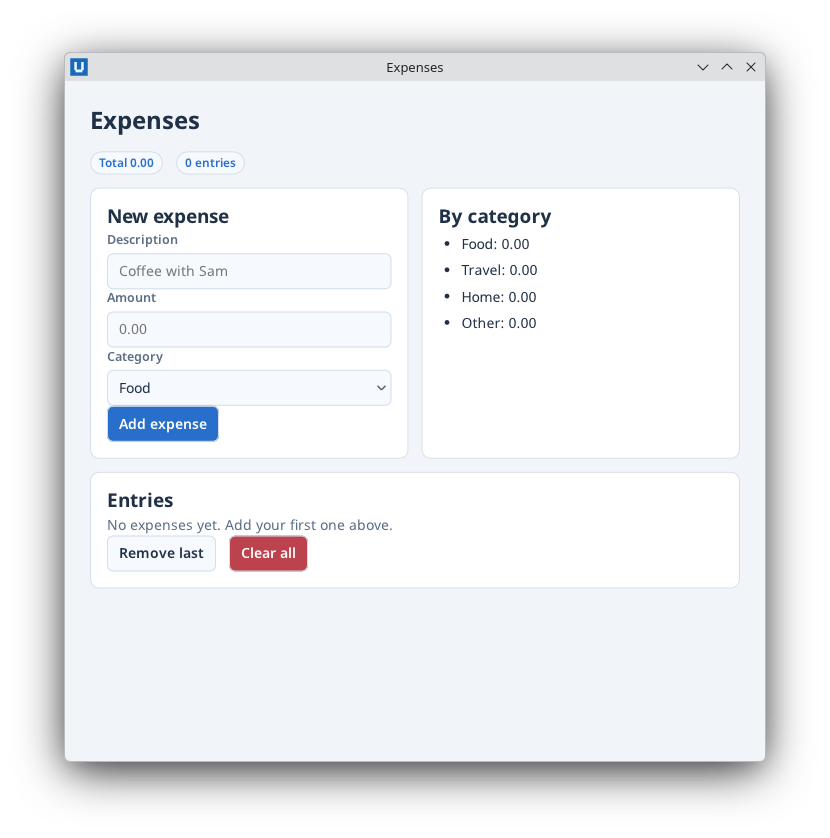 Expenses
Expenses
Total 0.00 0 entries
New expense
Description
Coffee with Sam
Amount
0.00
Category
Food
Add expense
By category
Food: 0.00
Travel: 0.00
Home: 0.00
Other: 0.00
Entries
No expenses yet. Add your first one above.
Remove last Clear all